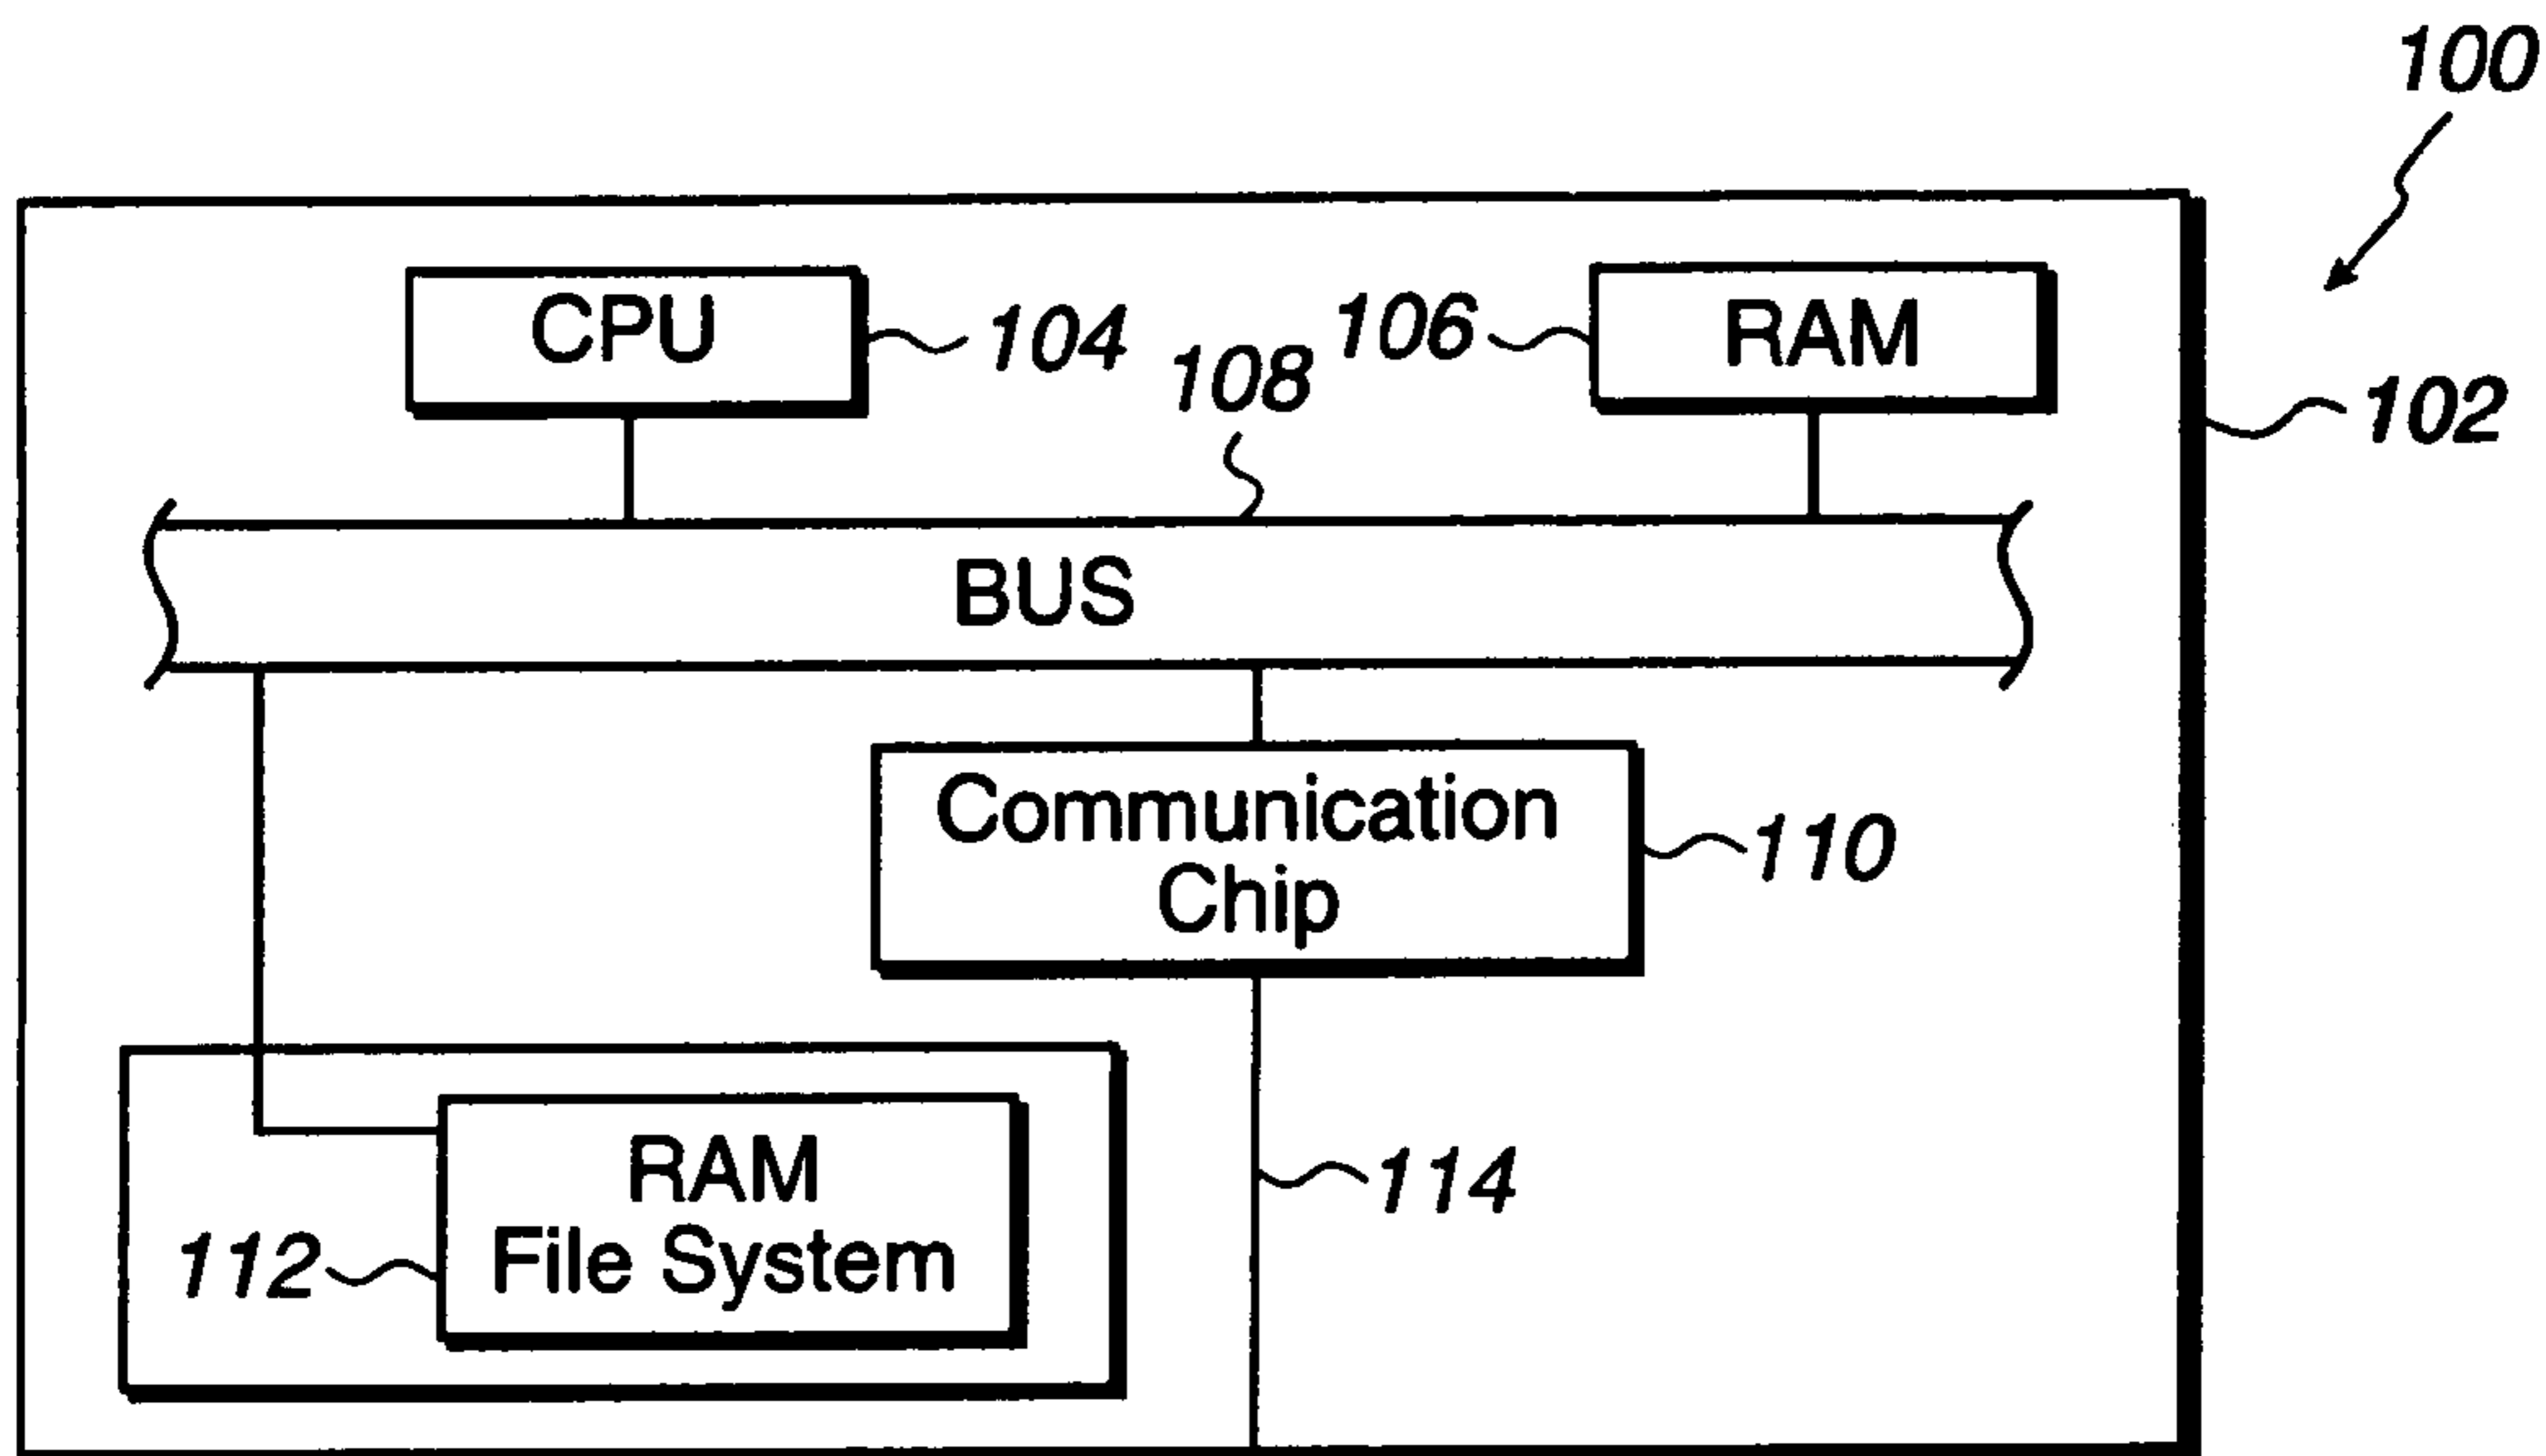 100
CPU
104
108
106
RAM
102
BUS
Communication
Chip
110
RAM
File System
112
114